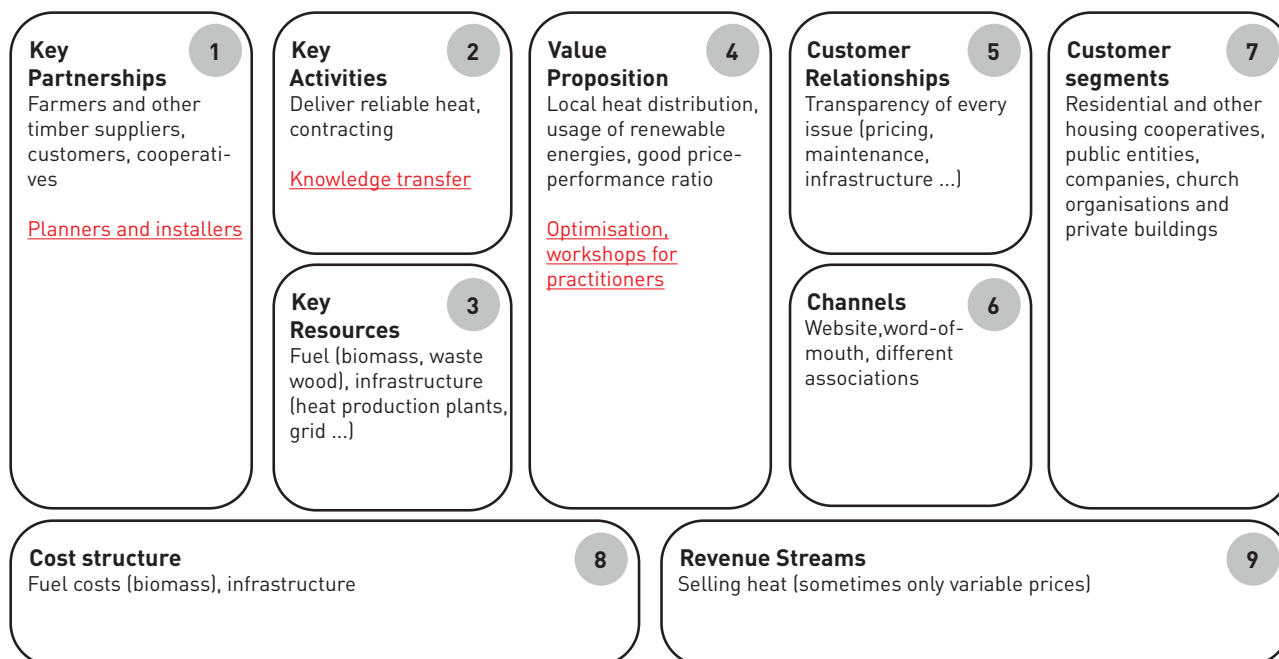 Key
Partnerships
1
Farmers and other
timber suppliers,
customers, cooperati-
ves
Planners and installers
Key
Activities
2
Deliver reliable heat,
contracting
Knowledge transfer
Key
Resources
3
Fuel (biomass, waste
wood), infrastructure
(heat production plants,
grid ...)
Value
Proposition
4
Local heat distribution,
usage of renewable
energies, good price-
performance ratio
Optimisation,
workshops for
practitioners
Customer
Relationships
5
Transparency of every
issue (pricing,
maintenance,
infrastructure ...)
Channels
6
Website,word-of-
mouth, different
associations
Customer
segments
7
Residential and other
housing cooperatives,
public entities,
companies, church
organisations and
private buildings
Cost structure
8
Fuel costs (biomass), infrastructure
Revenue Streams
9
Selling heat (sometimes only variable prices)